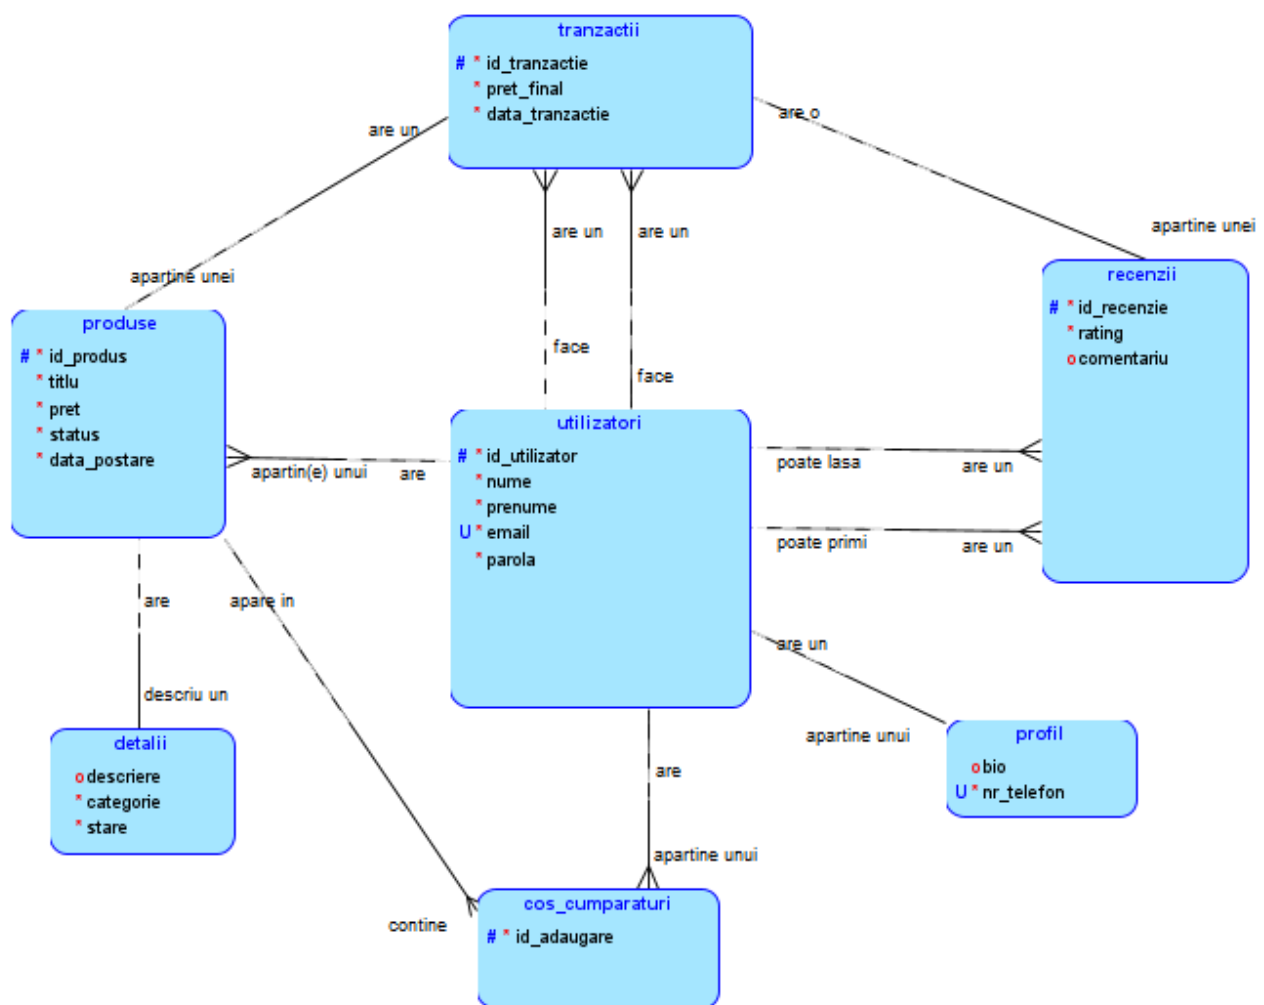 tranzactii
# * id_tranzactie
* pret_final
* data_tranzactie
are un
are o
are un
are un
apartine unei
apartine unei
produse
# * id_produs
* titlu
* pret
* status
* data_postare
recenzii
# * id_recenzie
* rating
o comentariu
face
face
utilizatori
# * id_utilizator
* nume
* prenume
U * email
* parola
apartin(e) unui
are
poate lasa
are un
poate primi
are un
are
apare in
descriu un
are un
apartine unui
detalii
o descriere
* categorie
* stare
profil
o bio
U * nr_telefon
are
apartine unui
contine
cos_cumparaturi
# * id_adaugare